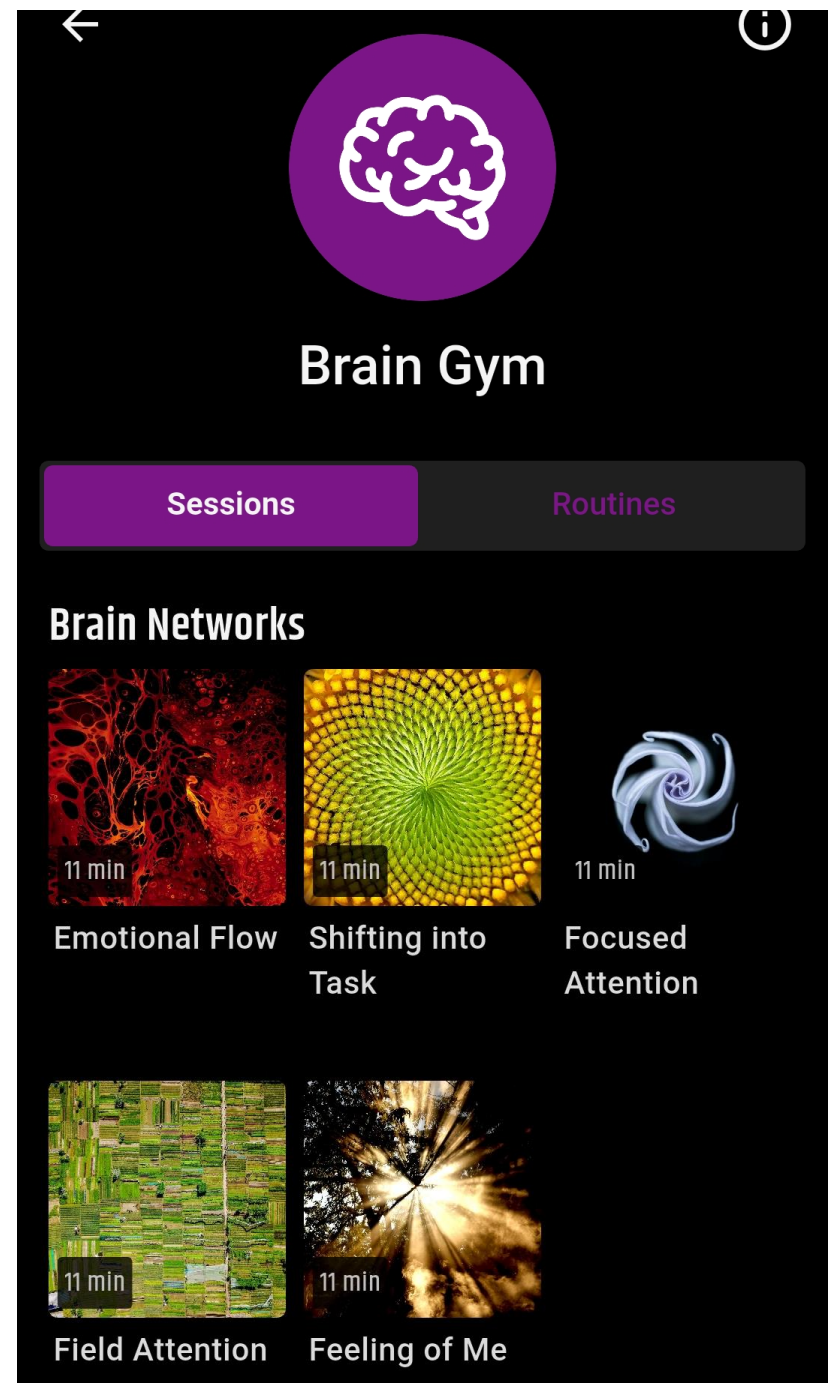 Brain Gym
Sessions Routines
Brain Networks
11 min 11 min 11 min
Emotional Flow Shifting into Focused
Task Attention
11 min 11 min
Field Attention Feeling of Me